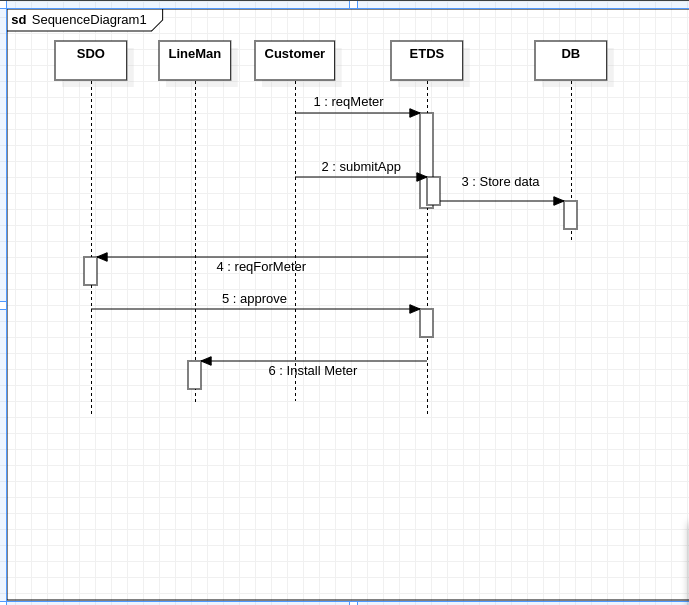 sd SequenceDiagram1
SDO
LineMan
Customer
ETDS
DB
1 : reqMeter
2 : submitApp
3 : Store data
4 : reqForMeter
5 : approve
6 : Install Meter